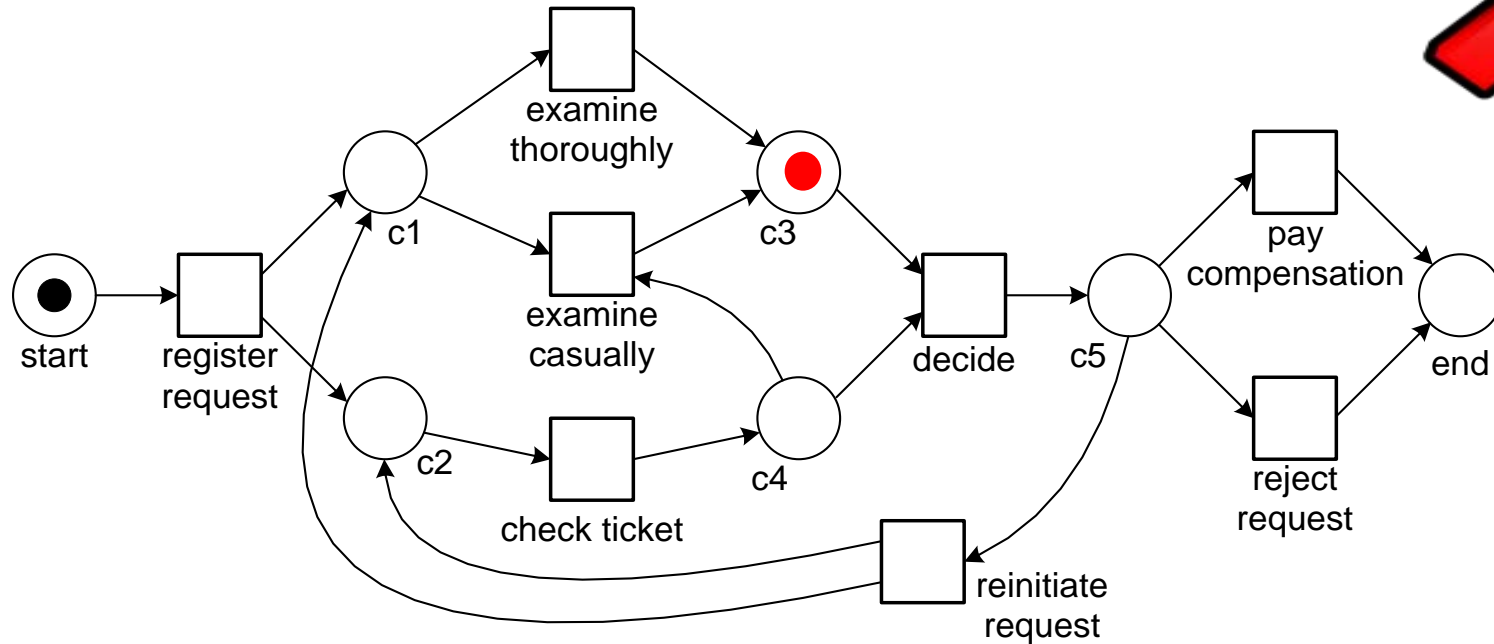 examine
thoroughly
c1
c3
pay
compensation
start
register
request
examine
casually
decide
c5
end
c2
c4
check ticket
reject
request
reinitiate
request